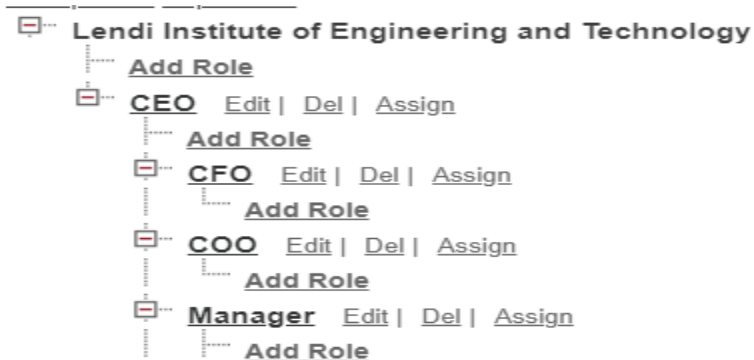 Lendi Institute of Engineering and Technology
Add Role
CEO Edit | Del | Assign
Add Role
CFO Edit | Del | Assign
Add Role
COO Edit | Del | Assign
Add Role
Manager Edit | Del | Assign
Add Role